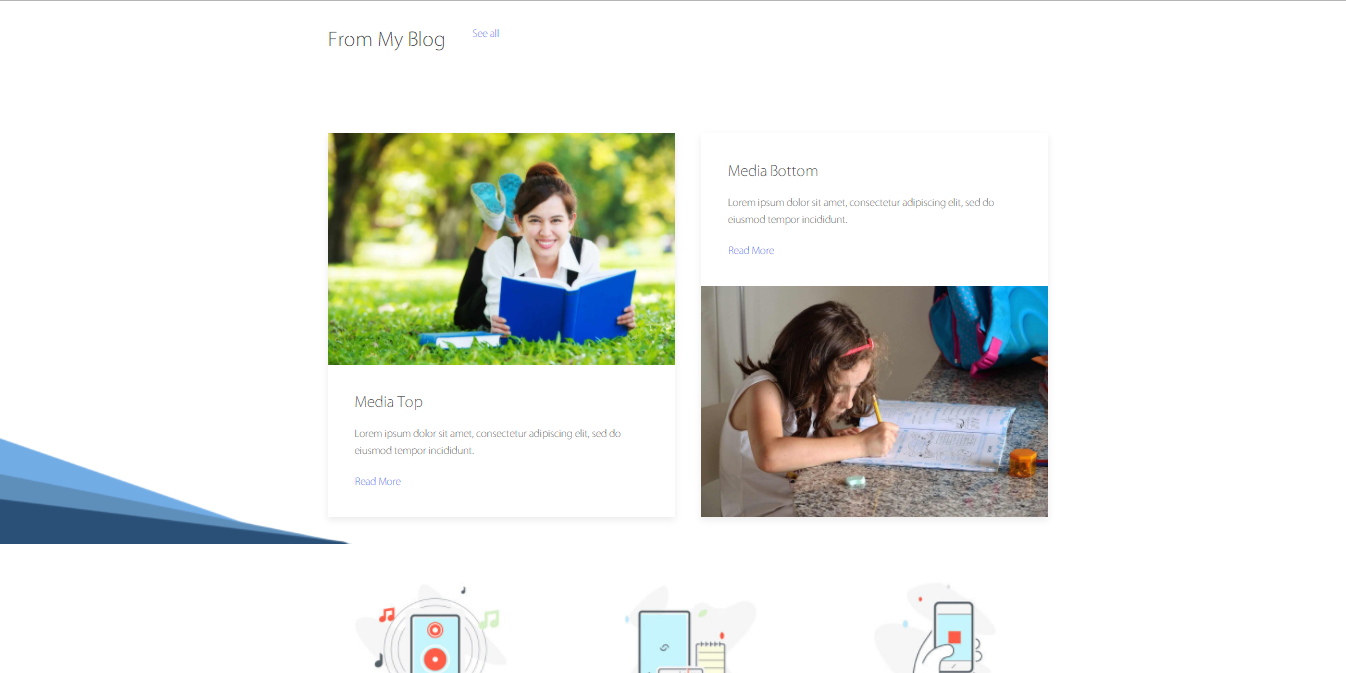 From My Blog
See all
Media Top
Lorem ipsum dolor sit amet, consectetur adipiscing elit, sed do
eiusmod tempor incididunt.
Read More
Media Bottom
Lorem ipsum dolor sit amet, consectetur adipiscing elit, sed do
eiusmod tempor incididunt.
Read More